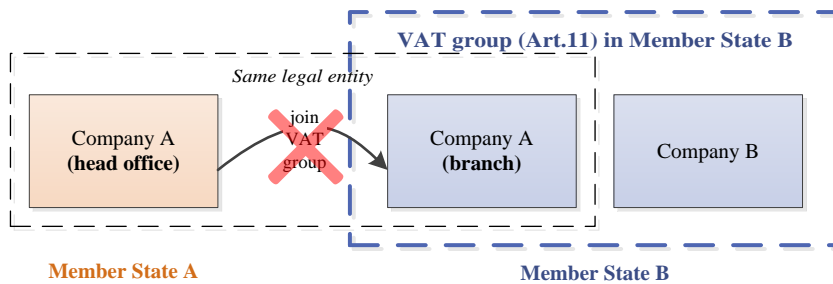 VAT group (Art.11) in Member State B
Same legal entity
Company A
(head office)
join
VAT
group
Company A
(branch)
Company B
Member State A
Member State B